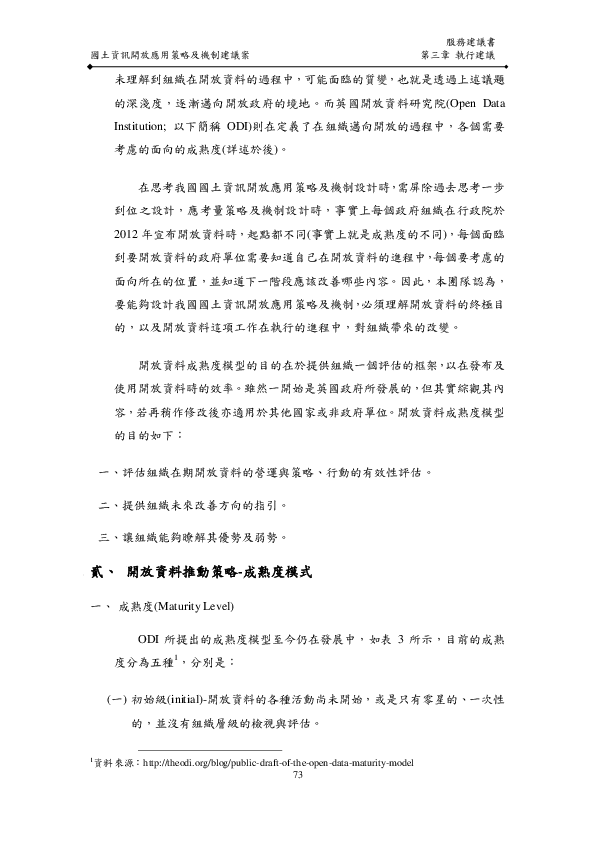 服務建議書
國土資訊開放應用策略及機制建議案 第三章 執行建議
未理解到組織在開放資料的過程中，可能面臨的質變，也就是透過上述議題
的深淺度，逐漸邁向開放政府的境地。而英國開放資料研究院(Open Data
Institution; 以下簡稱 ODI)則在定義了在組織邁向開放的過程中，各個需要
考慮的面向的成熟度(詳述於後)。
在思考我國國土資訊開放應用策略及機制設計時，需屏除過去思考一步
到位之設計，應考量策略及機制設計時，事實上每個政府組織在行政院於
2012 年宣布開放資料時，起點都不同(事實上就是成熟度的不同)，每個面臨
到要開放資料的政府單位需要知道自己在開放資料的進程中，每個要考慮的
面向所在的位置，並知道下一階段應該改善哪些內容。因此，本團隊認為，
要能夠設計我國國土資訊開放應用策略及機制，必須理解開放資料的終極目
的，以及開放資料這項工作在執行的進程中，對組織帶來的改變。
開放資料成熟度模型的目的在於提供組織一個評估的框架，以在發布及
使用開放資料時的效率。雖然一開始是英國政府所發展的，但其實綜觀其內
容，若再稍作修改後亦適用於其他國家或非政府單位。開放資料成熟度模型
的目的如下：
一、評估組織在期開放資料的營運與策略、行動的有效性評估。
二、提供組織未來改善方向的指引。
三、讓組織能夠瞭解其優勢及弱勢。
貳、 開放資料推動策略-成熟度模式
一、 成熟度(Maturity Level)
ODI 所提出的成熟度模型至今仍在發展中，如表 3 所示，目前的成熟
度分為五種1，分別是：
(一) 初始級(initial)-開放資料的各種活動尚未開始，或是只有零星的、一次性
的，並沒有組織層級的檢視與評估。
1資料來源：http://theodi.org/blog/public-draft-of-the-open-data-maturity-model
73